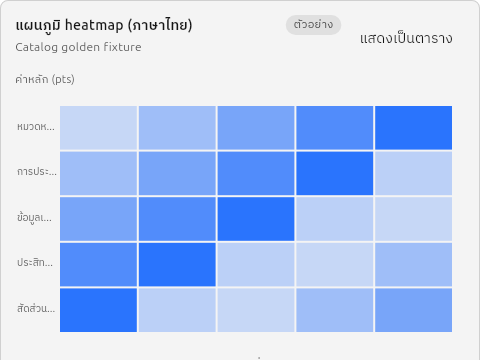 แผนภูมิ heatmap (ภาษาไทย)
ตัวอย่าง
แสดงเป็นตาราง
Catalog golden fixture
ค่าหลัก (pts)
หมวดห...
การประ...
ข้อมูลเ...
ประสิท...
สัดส่วน...